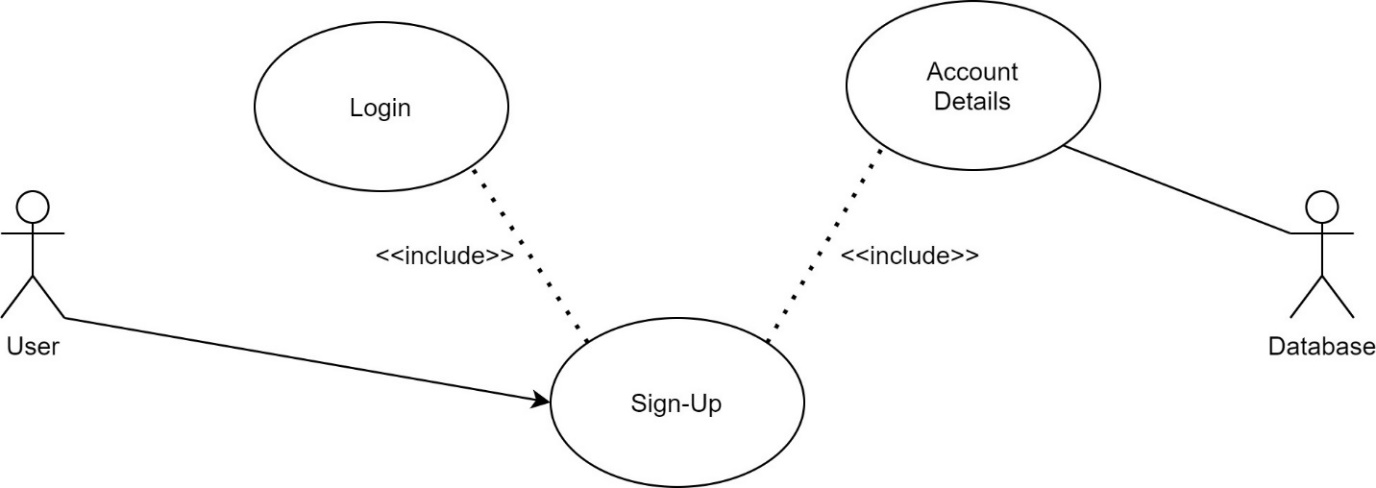 Login
Account
Details
<<include>>
<<include>>
User
Database
Sign-Up